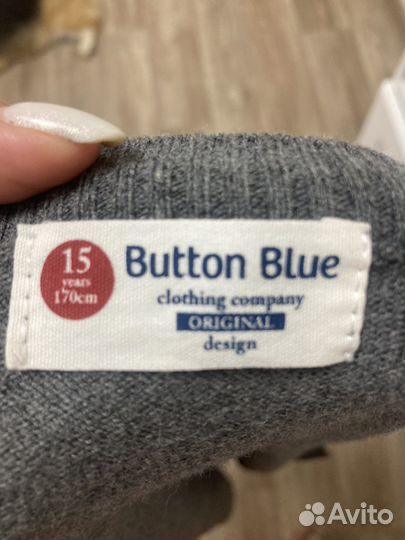 15
years
170cm
Button Blue
clothing company
ORIGINAL
design
Avito